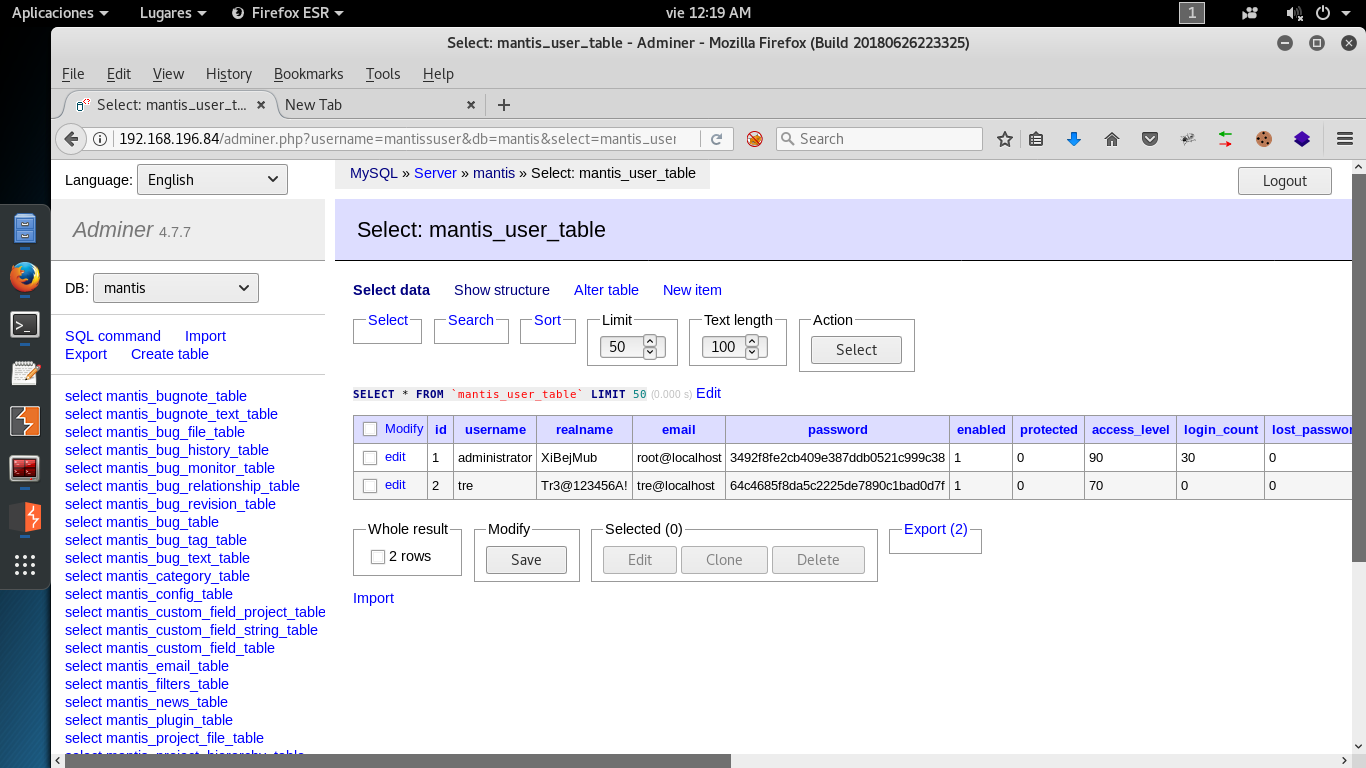 Aplicaciones Lugares Firefox ESR vie 12:19 AM 1
Select: mantis_user_table - Adminer - Mozilla Firefox (Build 20180626223325)
File Edit View History Bookmarks Tools Help
Select: mantis_user_t... New Tab
192.168.196.84/adminer.php?username=mantissuser&db=mantis&select=mantis_user Search
Language: English
MySQL » Server » mantis » Select: mantis_user_table
Logout
Adminer 4.7.7
Select: mantis_user_table
DB: mantis
Select data Show structure Alter table New item
SQL command Import
Export Create table
Select Search Sort Limit Text length Action
50 100 Select
SELECT * FROM `mantis_user_table` LIMIT 50 (0.000 s) Edit
Modify id username realname email password enabled protected access_level login_count lost_passwor
edit 1 administrator XiBejMub root@localhost 3492f8fe2cb409e387ddb0521c999c38 1 0 90 30 0
edit 2 tre Tr3@123456A! tre@localhost 64c4685f8da5c2225de7890c1bad0d7f 1 0 70 0 0
Whole result Modify Selected (0) Export (2)
2 rows Save Edit Clone Delete
Import
select mantis_bugnote_table
select mantis_bugnote_text_table
select mantis_bug_file_table
select mantis_bug_history_table
select mantis_bug_monitor_table
select mantis_bug_relationship_table
select mantis_bug_revision_table
select mantis_bug_table
select mantis_bug_tag_table
select mantis_bug_text_table
select mantis_category_table
select mantis_config_table
select mantis_custom_field_project_table
select mantis_custom_field_string_table
select mantis_custom_field_table
select mantis_email_table
select mantis_filters_table
select mantis_news_table
select mantis_plugin_table
select mantis_project_file_table
select mantis_project_hierarchy_table